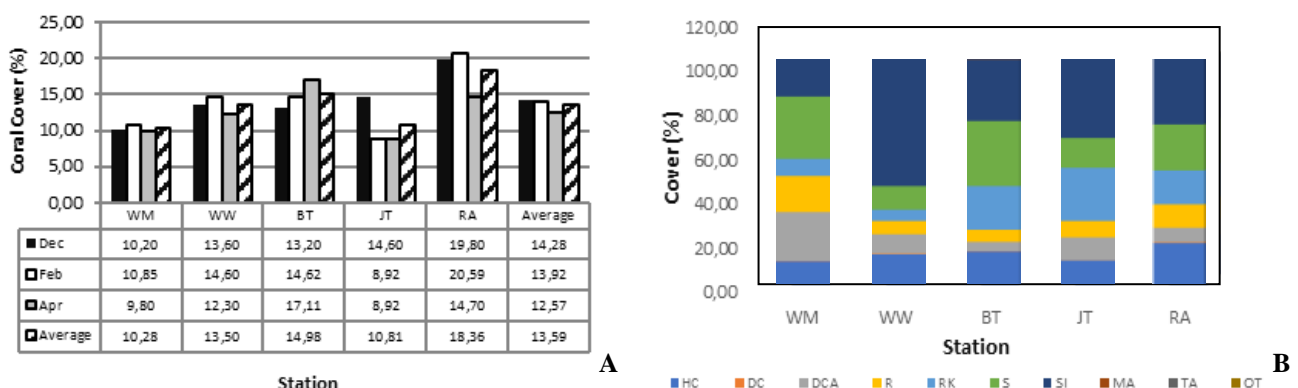 25,00
20,00
15,00
10,00
5,00
0,00
Coral Cover (%)
WM WW BT JT RA Average
Dec 10,20 13,60 13,20 14,60 19,80 14,28
Feb 10,85 14,60 14,62 8,92 20,59 13,92
Apr 9,80 12,30 17,11 8,92 14,70 12,57
Average 10,28 13,50 14,98 10,81 18,36 13,59
Station
A
120,00
100,00
80,00
60,00
40,00
20,00
0,00
Cover (%)
WM WW BT JT RA
Station
HC DC DCA R RK S SI MA TA OT
B